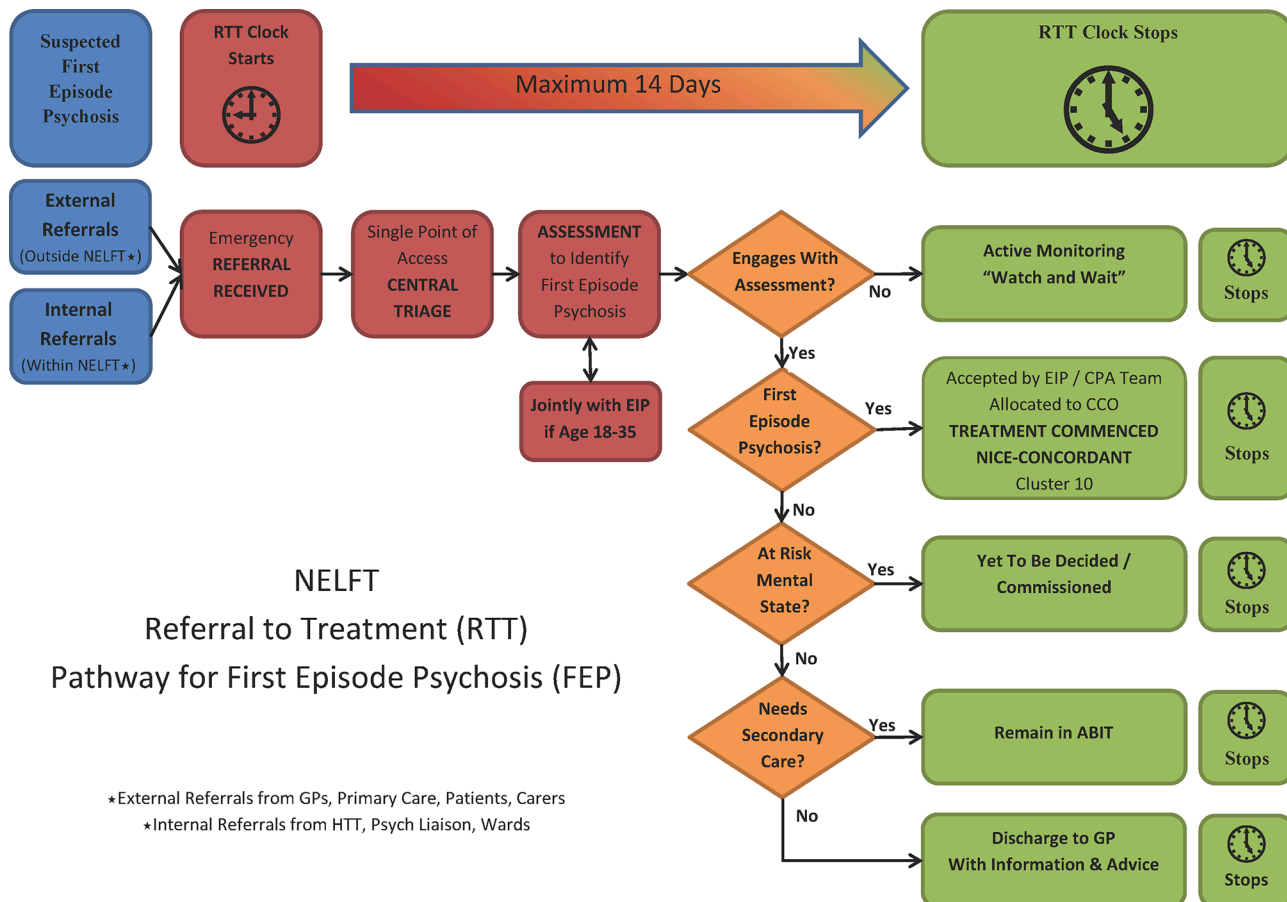 Suspected
First
Episode
Psychosis
RTT Clock
Starts
Maximum 14 Days
RTT Clock Stops
External
Referrals
(Outside NELFT★)
Internal
Referrals
(Within NELFT★)
Emergency
REFERRAL
RECEIVED
Single Point of
Access
CENTRAL
TRIAGE
ASSESSMENT
to Identify
First Episode
Psychosis
Jointly with EIP
if Age 18-35
Engages With
Assessment?
No
Active Monitoring
“Watch and Wait”
Stops
Yes
First
Episode
Psychosis?
Yes
Accepted by EIP / CPA Team
Allocated to CCO
TREATMENT COMMENCED
NICE-CONCORDANT
Cluster 10
Stops
No
At Risk
Mental
State?
Yes
Yet To Be Decided /
Commissioned
Stops
No
Needs
Secondary
Care?
Yes
Remain in ABIT
Stops
No
Discharge to GP
With Information & Advice
Stops
NELFT
Referral to Treatment (RTT)
Pathway for First Episode Psychosis (FEP)
★External Referrals from GPs, Primary Care, Patients, Carers
★Internal Referrals from HTT, Psych Liaison, Wards